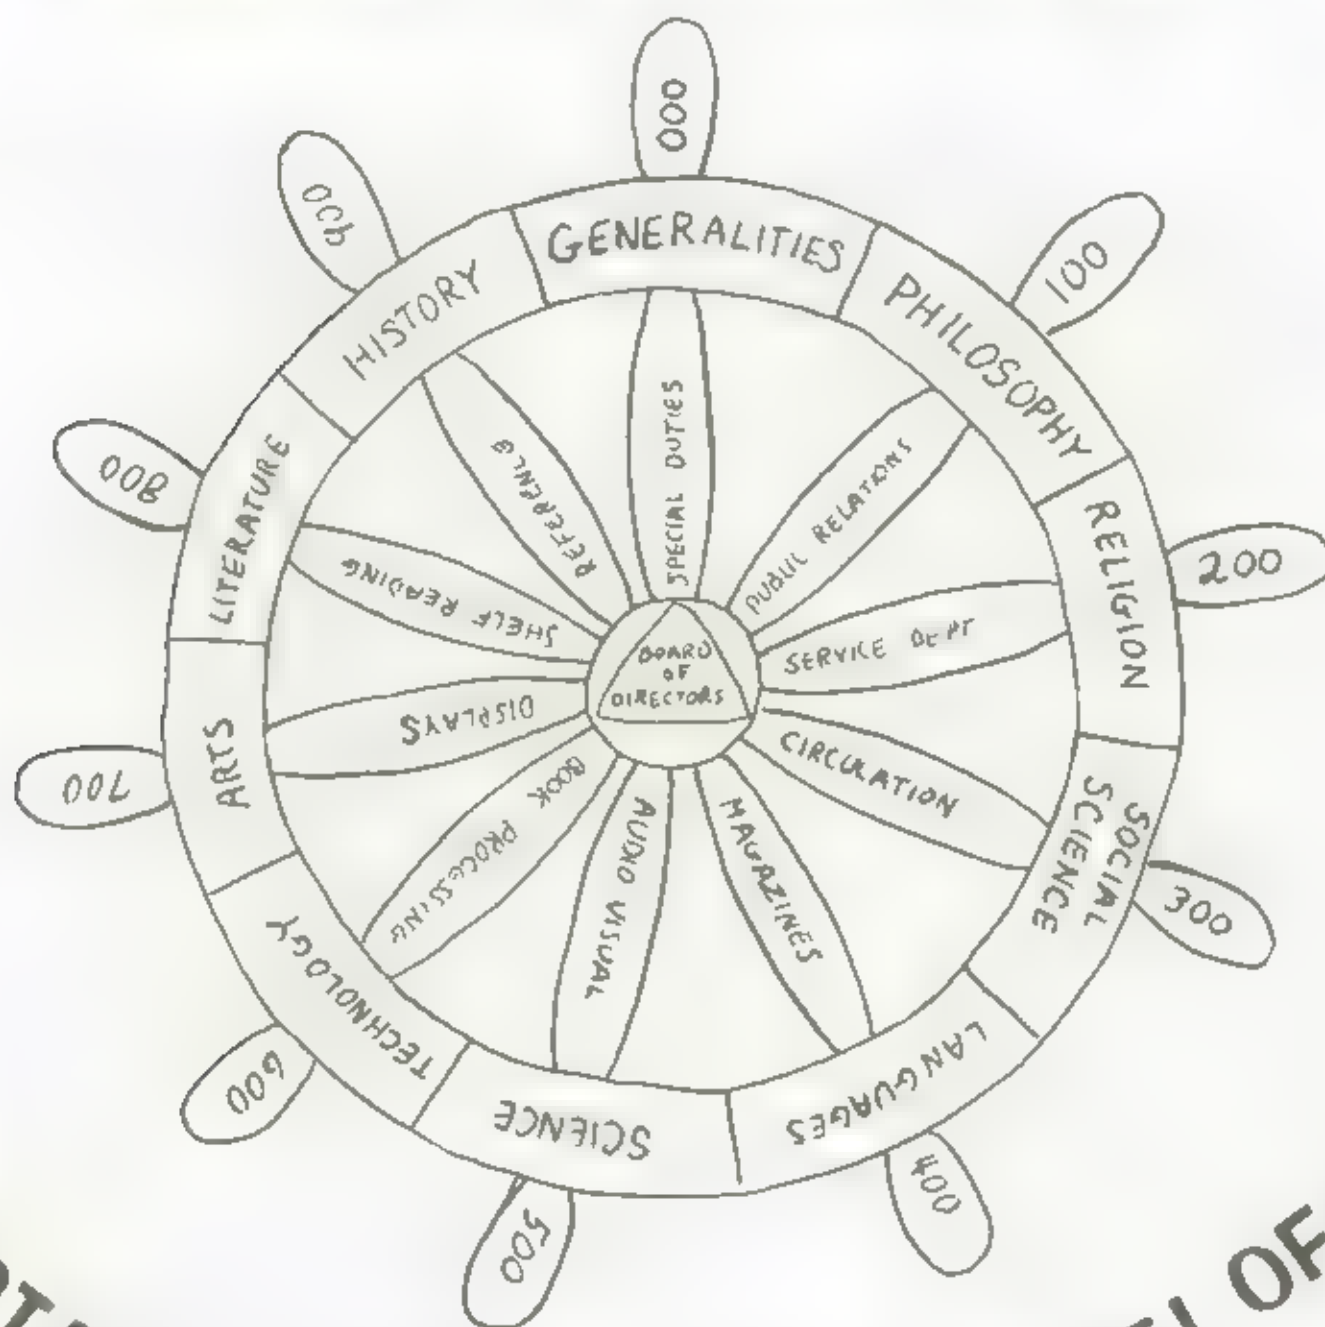 000
100
200
300
400
500
600
700
800
900
GENERALITIES
PHILOSOPHY
RELIGION
SOCIAL
SCIENCE
LANGUAGES
SCIENCE
TECHNOLOGY
ARTS
LITERATURE
HISTORY
SPECIAL DUTIES
PUBLIC RELATIONS
SERVICE DEPT
CIRCULATION
MAGAZINES
AUDIO VISUAL
BOOK PROCESSING
DISPLAYS
SHELF READING
REFERENCE
BOARD
OF
DIRECTORS
OF